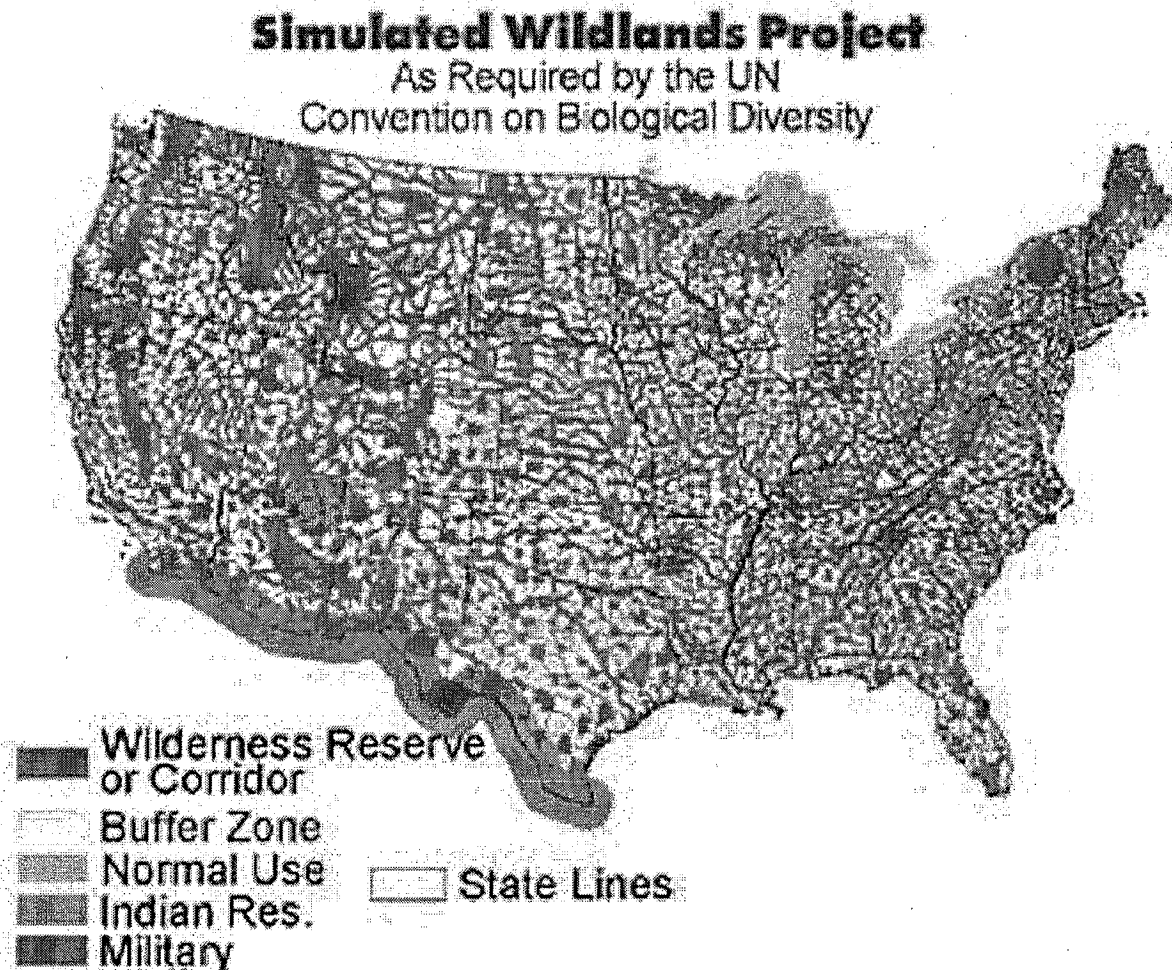 Simulated Wildlands Project
As Required by the UN
Convention on Biological Diversity
Wilderness Reserve
or Corridor
Buffer Zone
Normal Use
State Lines
Indian Res.
Military